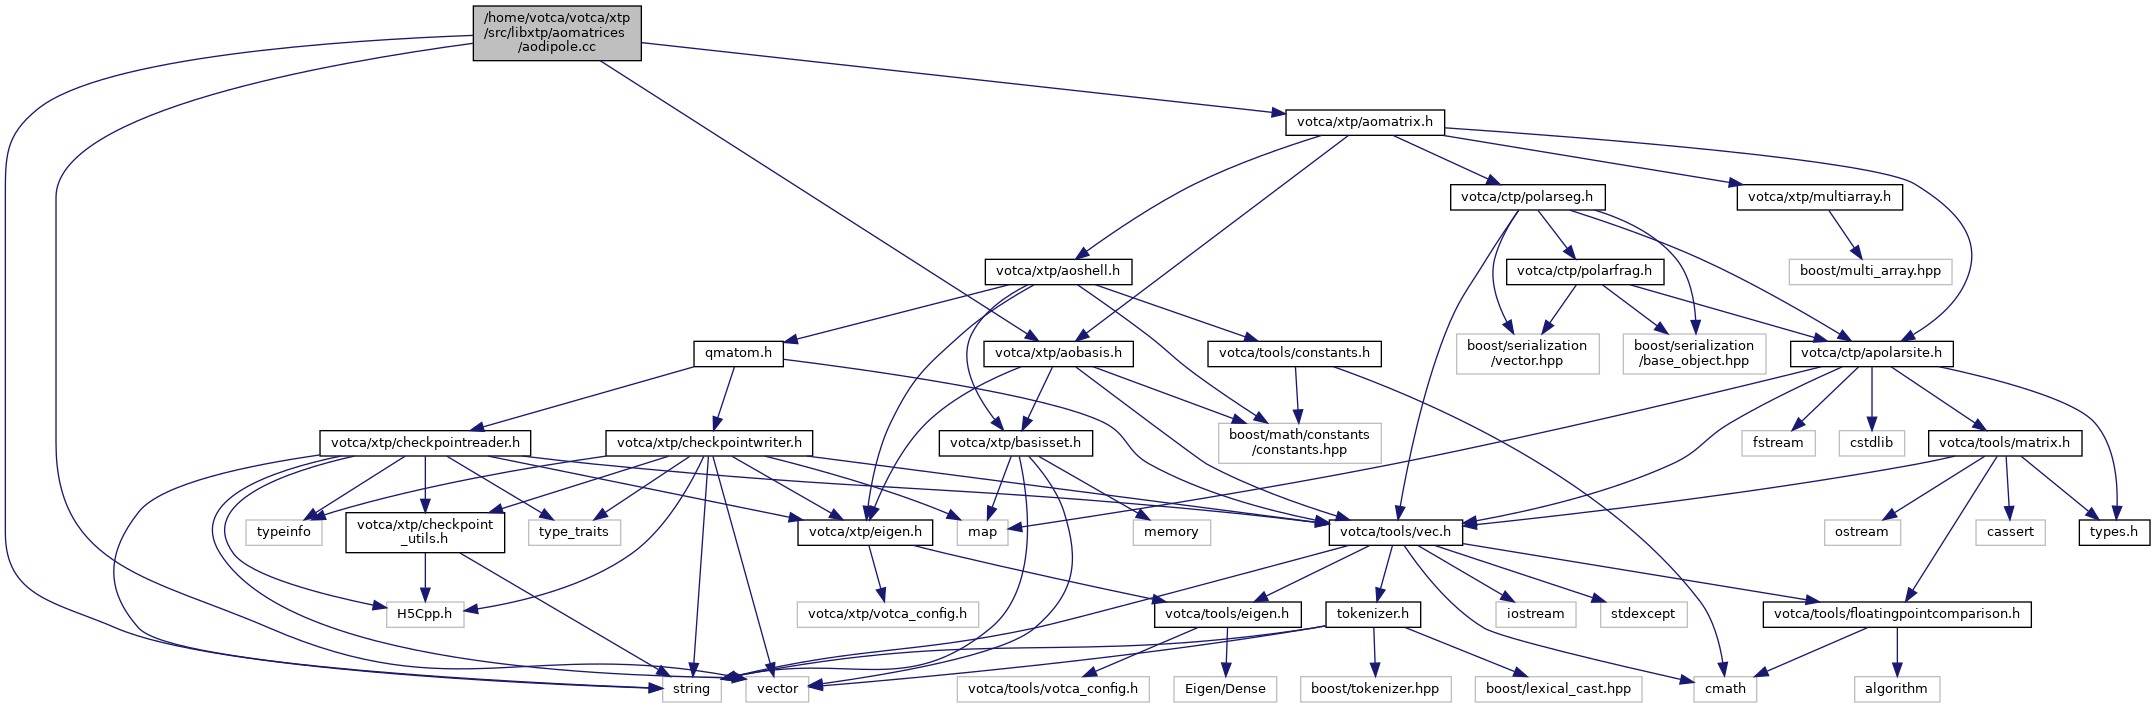 /home/votca/votca/xtp
/src/libxtp/aomatrices
/aodipole.cc
votca/xtp/aomatrix.h
votca/ctp/polarseg.h
votca/xtp/multiarray.h
votca/xtp/aoshell.h
votca/ctp/polarfrag.h
boost/multi_array.hpp
qmatom.h
votca/xtp/aobasis.h
votca/tools/constants.h
boost/serialization
/vector.hpp
boost/serialization
/base_object.hpp
votca/ctp/apolarsite.h
votca/xtp/checkpointreader.h
votca/xtp/checkpointwriter.h
votca/xtp/basisset.h
boost/math/constants
/constants.hpp
fstream
cstdlib
votca/tools/matrix.h
typeinfo
votca/xtp/checkpoint
_utils.h
type_traits
votca/xtp/eigen.h
map
memory
votca/tools/vec.h
ostream
cassert
types.h
H5Cpp.h
votca/xtp/votca_config.h
votca/tools/eigen.h
tokenizer.h
iostream
stdexcept
votca/tools/floatingpointcomparison.h
string
vector
votca/tools/votca_config.h
Eigen/Dense
boost/tokenizer.hpp
boost/lexical_cast.hpp
cmath
algorithm